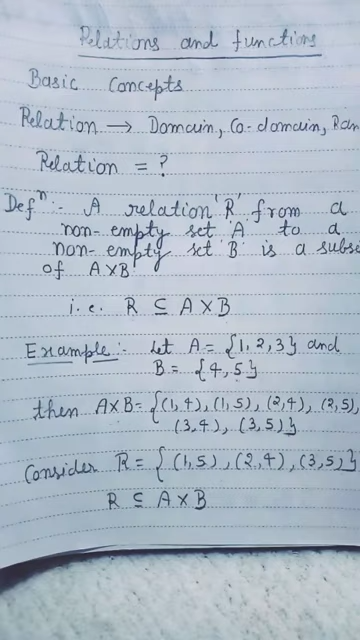 Relations and functions
Basic Concepts
Relation → Domain, Co-domain, Ran
Relation = ?
Defⁿ:- A relation 'R' from a
non-empty set 'A' to a
non-empty set 'B' is a subse
of A×B
i.e. R ⊆ A×B
Example:- Let A = {1,2,3} and
B = {4,5}
then A×B = {(1,4),(1,5),(2,4),(2,5),
(3,4),(3,5)}
Consider R = {(1,5),(2,4),(3,5)}
R ⊆ A×B